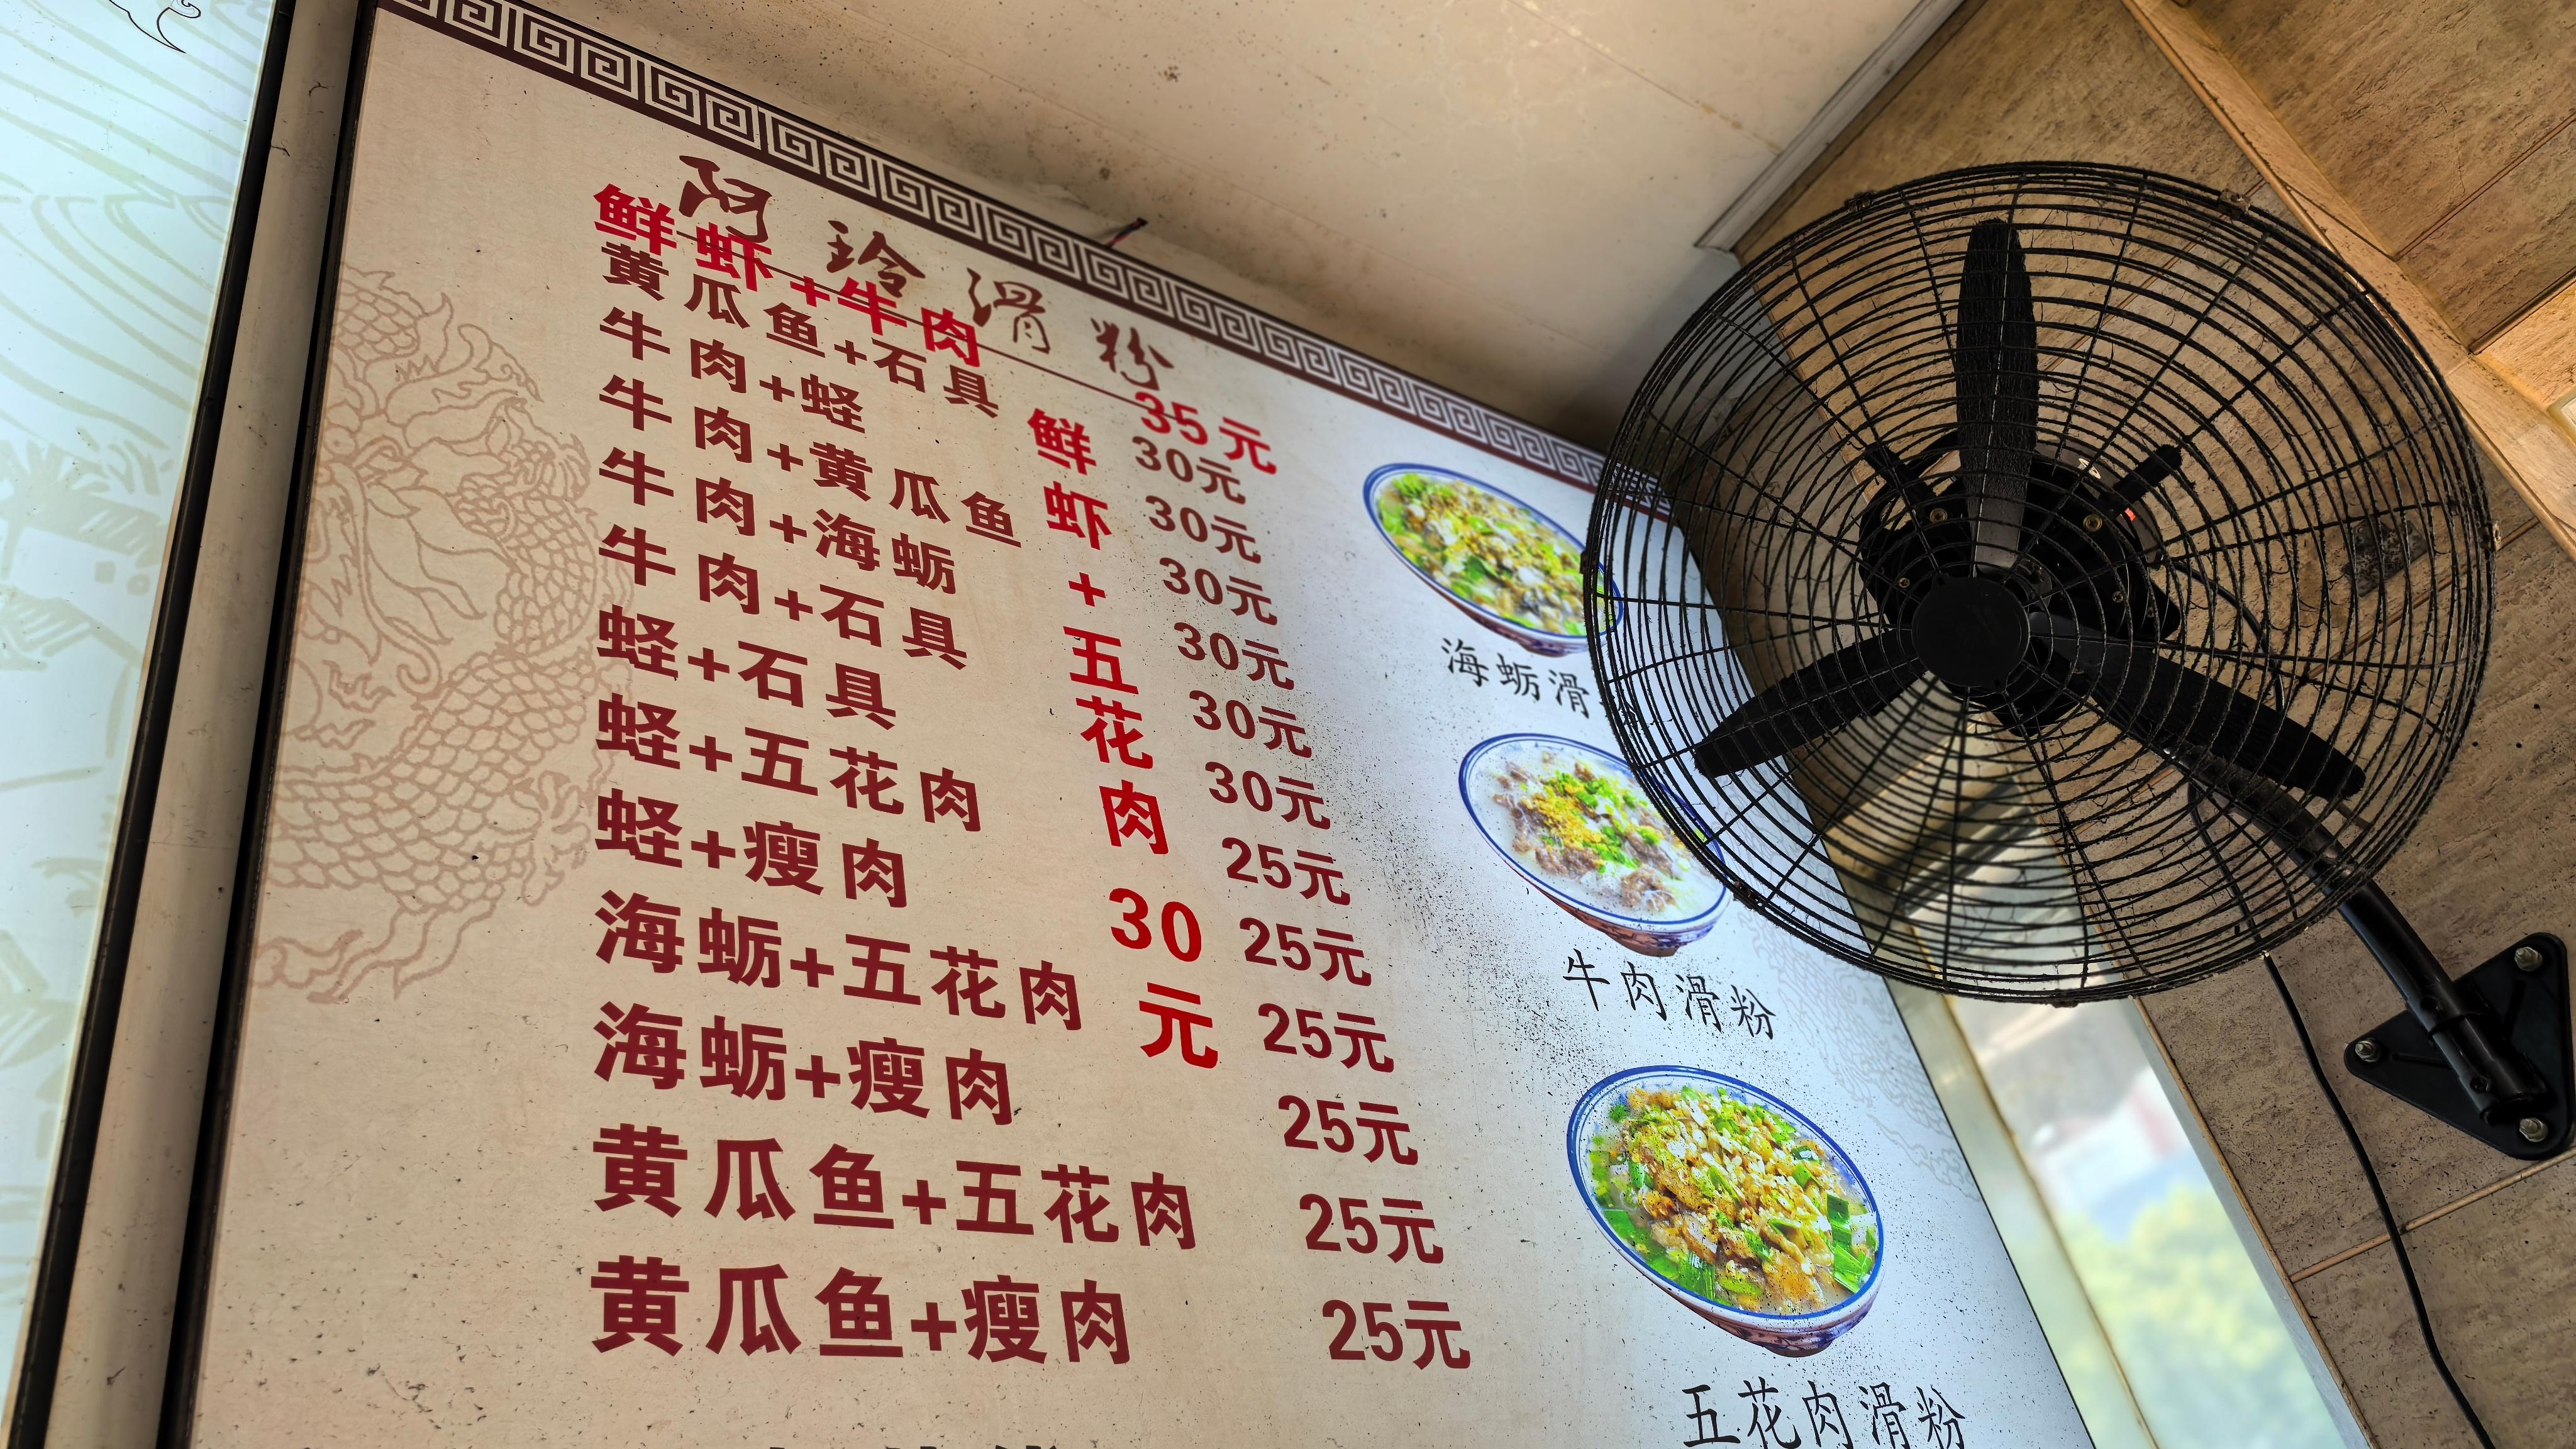 阿玲滑粉
鲜虾+牛肉 35元
黄瓜鱼+石具 30元
牛肉+蛏 30元
牛肉+黄瓜鱼 30元
牛肉+海蛎 30元
牛肉+石具 30元
蛏+石具 30元
蛏+五花肉 25元
蛏+瘦肉 25元
海蛎+五花肉 25元
海蛎+瘦肉 25元
黄瓜鱼+五花肉 25元
黄瓜鱼+瘦肉 25元
鲜虾+五花肉 30元
海蛎滑
牛肉滑粉
五花肉滑粉